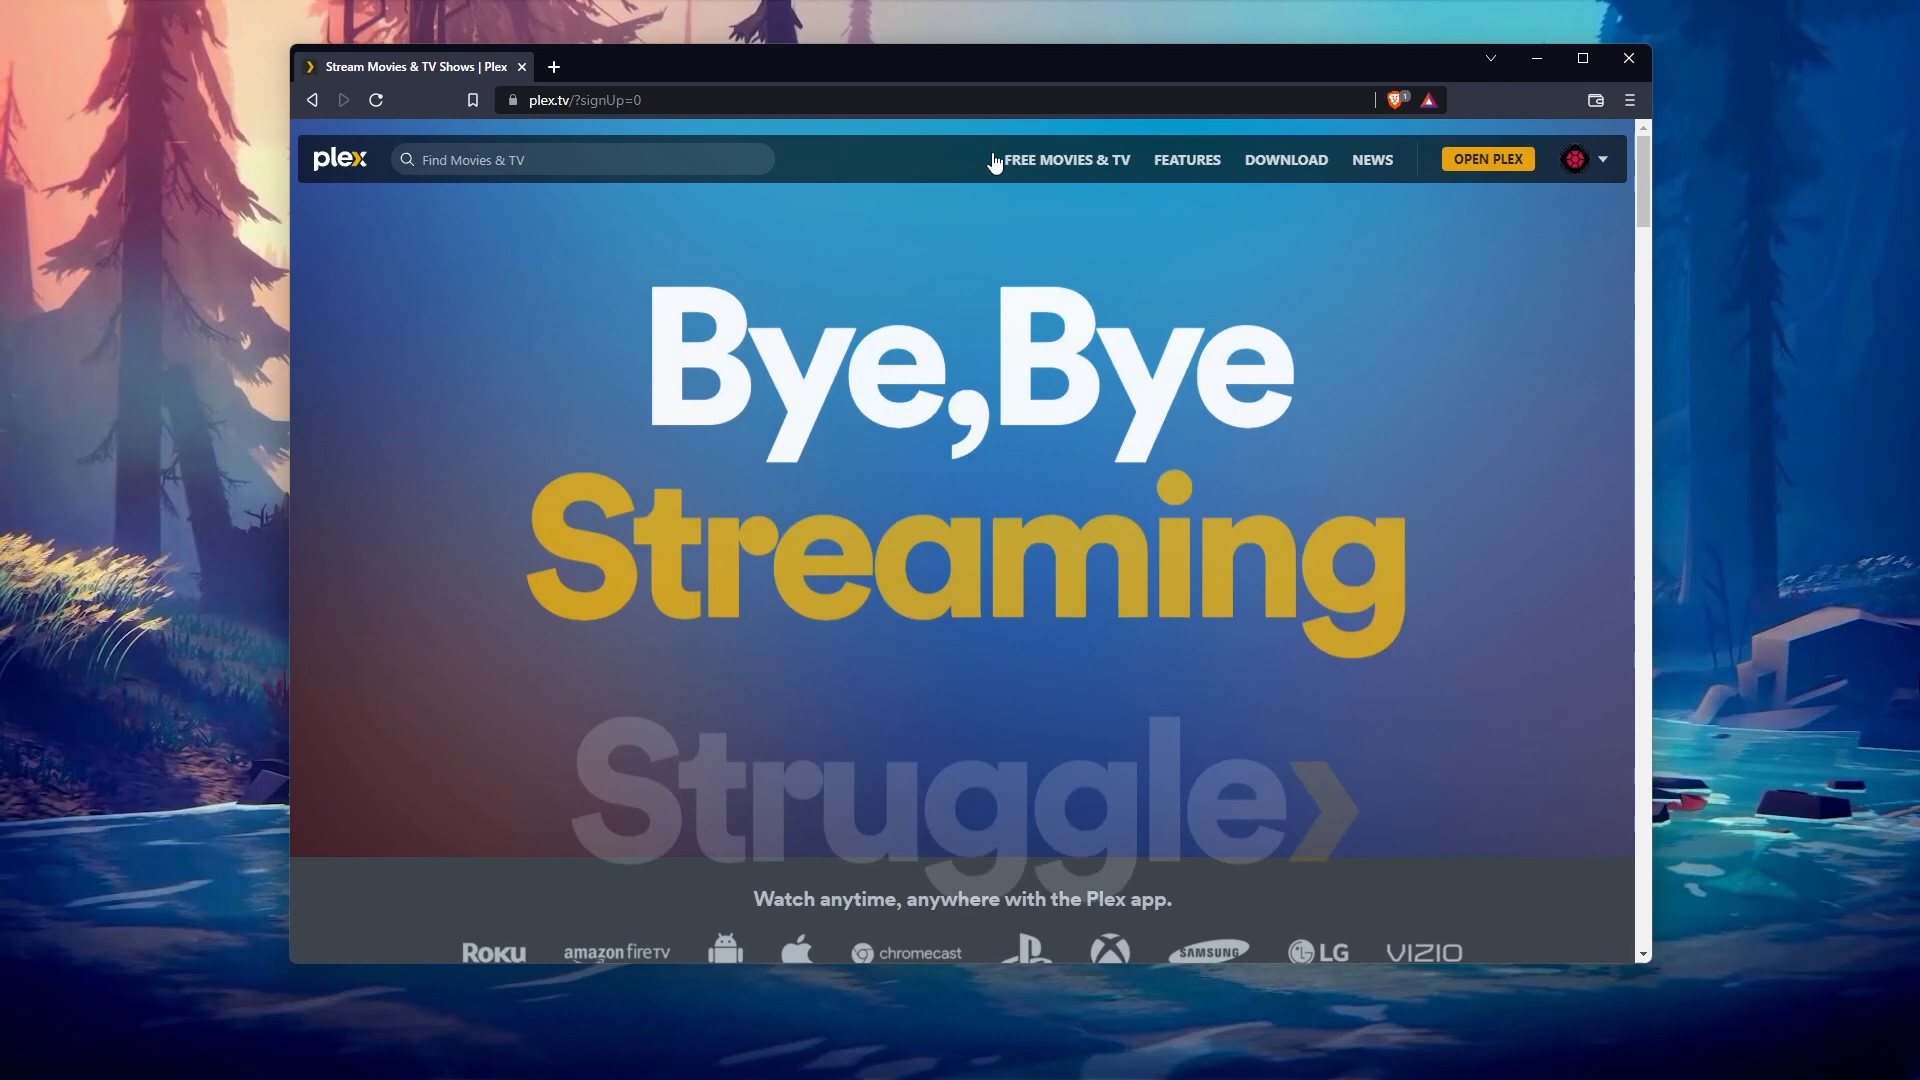 Stream Movies & TV Shows | Plex
plex.tv/?signUp=0
1
plex
Find Movies & TV
FREE MOVIES & TV
FEATURES
DOWNLOAD
NEWS
OPEN PLEX
Bye,Bye
Streaming
Struggle
Watch anytime, anywhere with the Plex app.
Roku
amazon fireTV
chromecast
SAMSUNG
LG
VIZIO